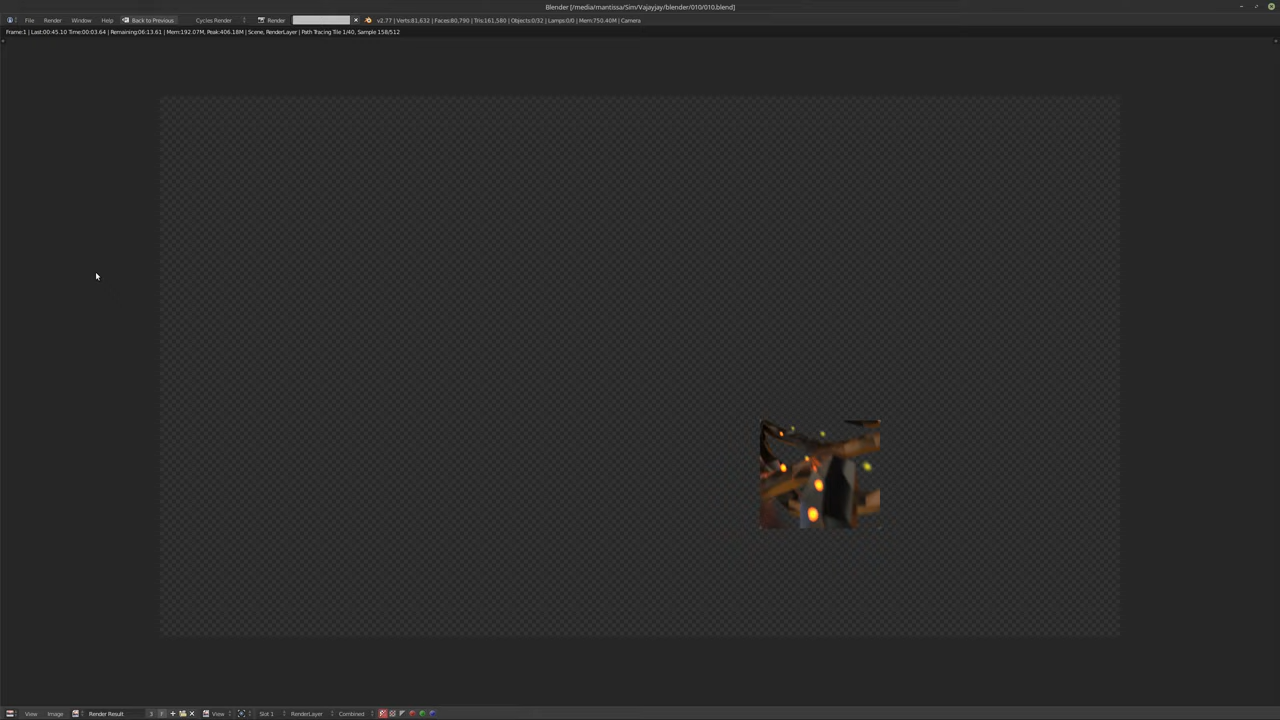 Blender [/media/mantissa/Sim/Vajayjay/blender/010/010.blend]
File Render Window Help Back to Previous Cycles Render Render v2.77 | Verts:81,632 | Faces:80,790 | Tris:161,580 | Objects:0/32 | Lamps:0/0 | Mem:750.40M | Camera
Frame:1 | Last:00:45.10 Time:00:03.64 | Remaining:06:13.61 | Mem:192.07M, Peak:406.18M | Scene, RenderLayer | Path Tracing Tile 1/40, Sample 158/512
View Image Render Result 3 F View Slot 1 RenderLayer Combined